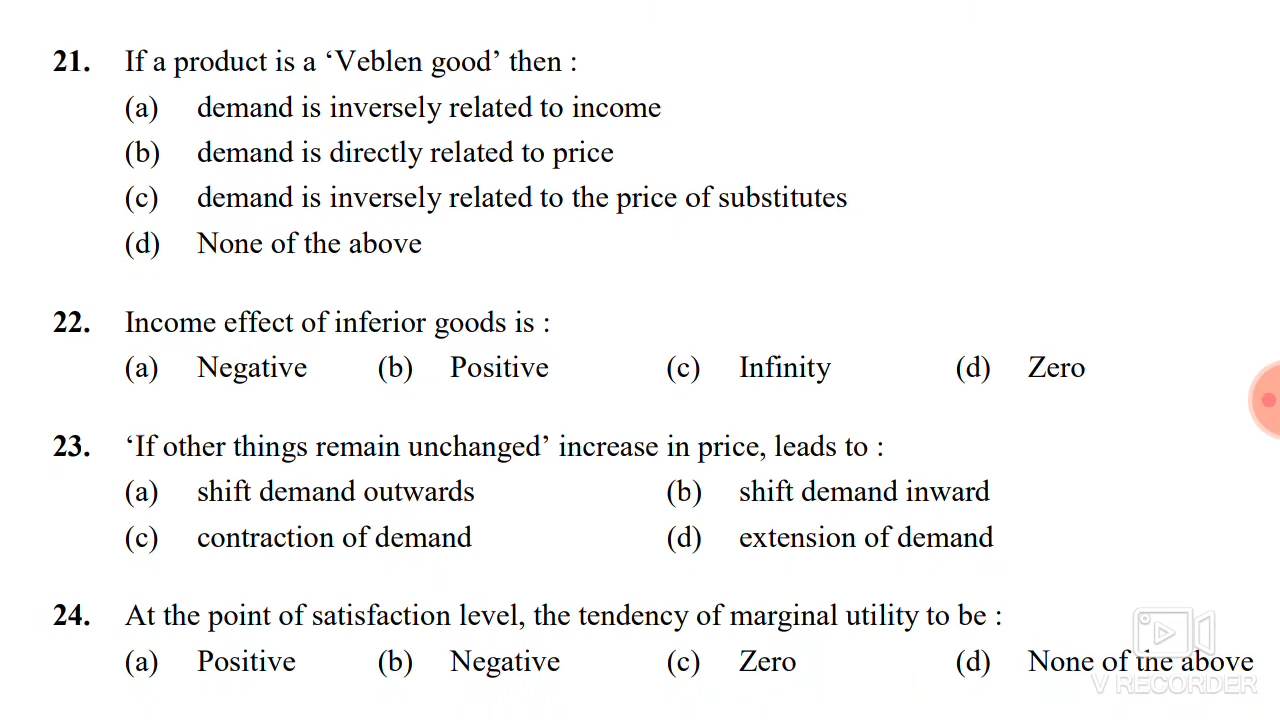 21. If a product is a ‘Veblen good’ then :
(a) demand is inversely related to income
(b) demand is directly related to price
(c) demand is inversely related to the price of substitutes
(d) None of the above
22. Income effect of inferior goods is :
(a) Negative (b) Positive (c) Infinity (d) Zero
23. ‘If other things remain unchanged’ increase in price, leads to :
(a) shift demand outwards (b) shift demand inward
(c) contraction of demand (d) extension of demand
24. At the point of satisfaction level, the tendency of marginal utility to be :
(a) Positive (b) Negative (c) Zero (d) None of the above
V RECORDER